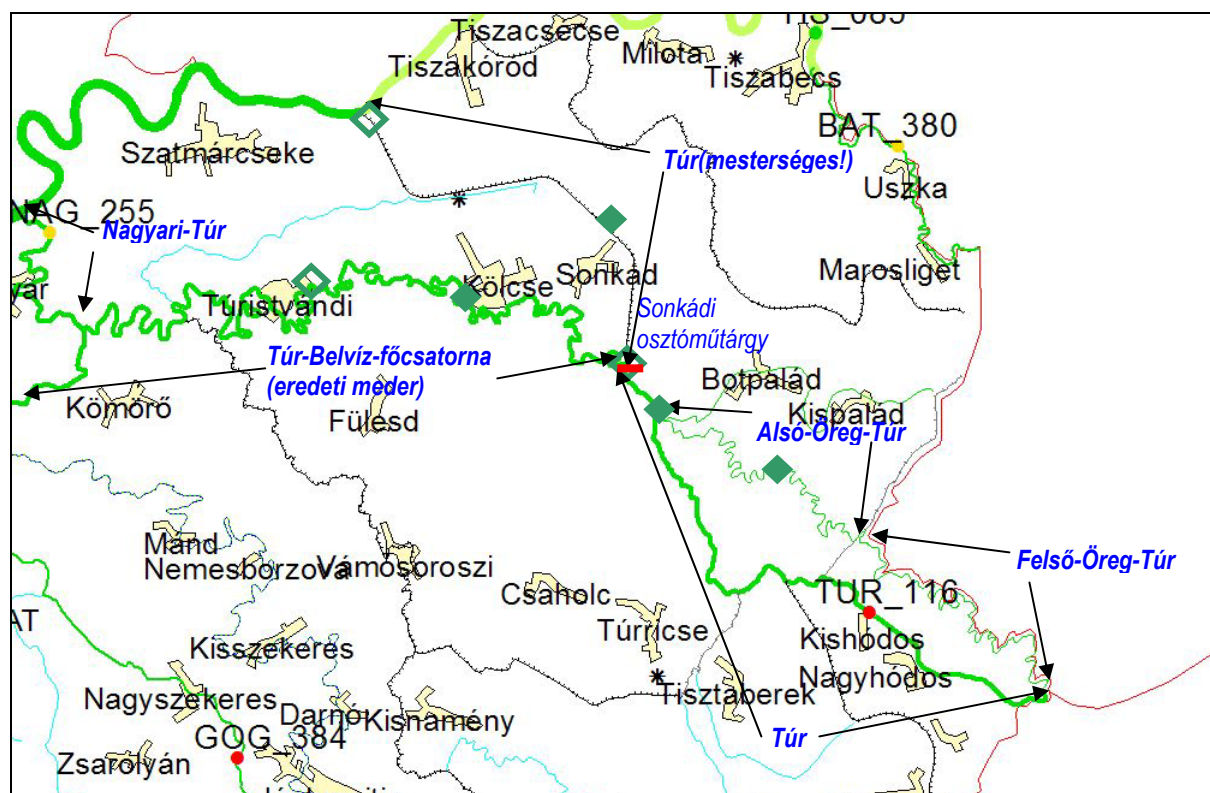 Tiszacsécse
TIS_085
Milota
Tiszakóród
Tiszabecs
BAT_380
Szatmárcseke
Túr(mesterséges!)
Uszka
NAG_255
Nagyari-Túr
Marosliget
Sonkád
Kölcse
Túristvándi
Sonkádi
osztóműtárgy
Túr-Belvíz-főcsatorna
(eredeti meder)
Botpalád
Kömörő
Fülesd
Kispalád
Alsó-Öreg-Túr
Mánd
Nemesborzova
Vámosoroszi
Felső-Öreg-Túr
Csaholc
TUR_116
Túrricse
Kishódos
Kisszekeres
Nagyhódos
Nagyszekeres
Tisztaberek
Darnó
Kisnamény
Túr
GOG_384
Zsarolyán